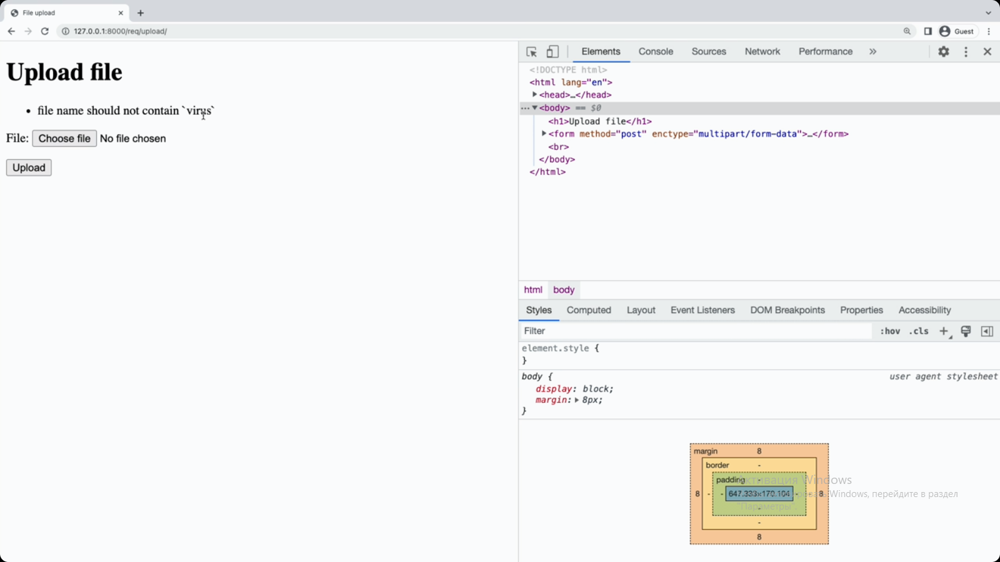 File upload
127.0.0.1:8000/req/upload/
Guest
Upload file
• file name should not contain `virus`
File: Choose file No file chosen
Upload
Elements Console Sources Network Performance
<!DOCTYPE html>
<html lang="en">
<head>…</head>
<body> == $0
<h1>Upload file</h1>
<form method="post" enctype="multipart/form-data">…</form>
<br>
</body>
</html>
html body
Styles Computed Layout Event Listeners DOM Breakpoints Properties Accessibility
Filter :hov .cls
element.style {
}
body { user agent stylesheet
display: block;
margin: 8px;
}
margin 8
border -
padding -
8 - - 647.333×170.104 - 8
-
-
8
Активация Windows
Windows, перейдите в раздел
"Параметры".